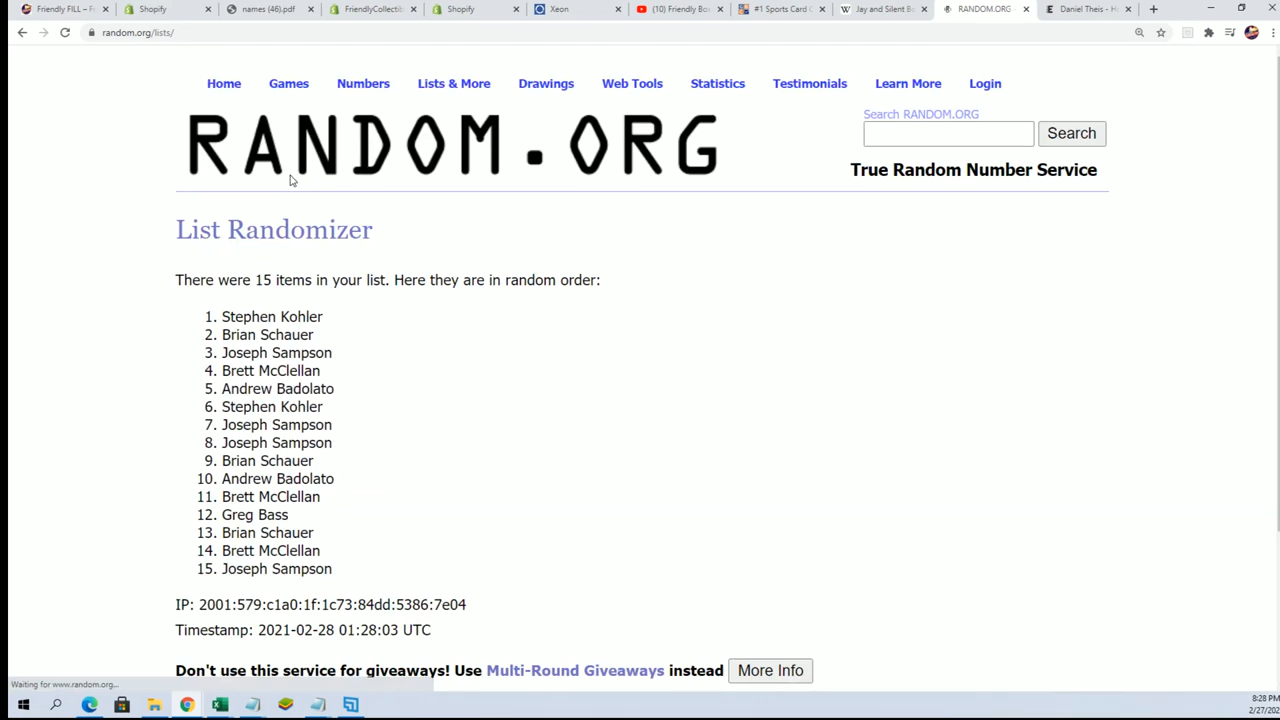 Friendly FILL – Fr
Shopify
names (46).pdf
FriendlyCollectib
Shopify
Xeon
(10) Friendly Bo
#1 Sports Card C
Jay and Silent Bo
RANDOM.ORG -
Daniel Theis - Ho
random.org/lists/
Home Games Numbers Lists & More Drawings Web Tools Statistics Testimonials Learn More Login
RANDOM.ORG
Search RANDOM.ORG
Search
True Random Number Service
List Randomizer
There were 15 items in your list. Here they are in random order:
1. Stephen Kohler
2. Brian Schauer
3. Joseph Sampson
4. Brett McClellan
5. Andrew Badolato
6. Stephen Kohler
7. Joseph Sampson
8. Joseph Sampson
9. Brian Schauer
10. Andrew Badolato
11. Brett McClellan
12. Greg Bass
13. Brian Schauer
14. Brett McClellan
15. Joseph Sampson
IP: 2001:579:c1a0:1f:1c73:84dd:5386:7e04
Timestamp: 2021-02-28 01:28:03 UTC
Don't use this service for giveaways! Use Multi-Round Giveaways instead More Info
Waiting for www.random.org...
8:28 PM
2/27/202